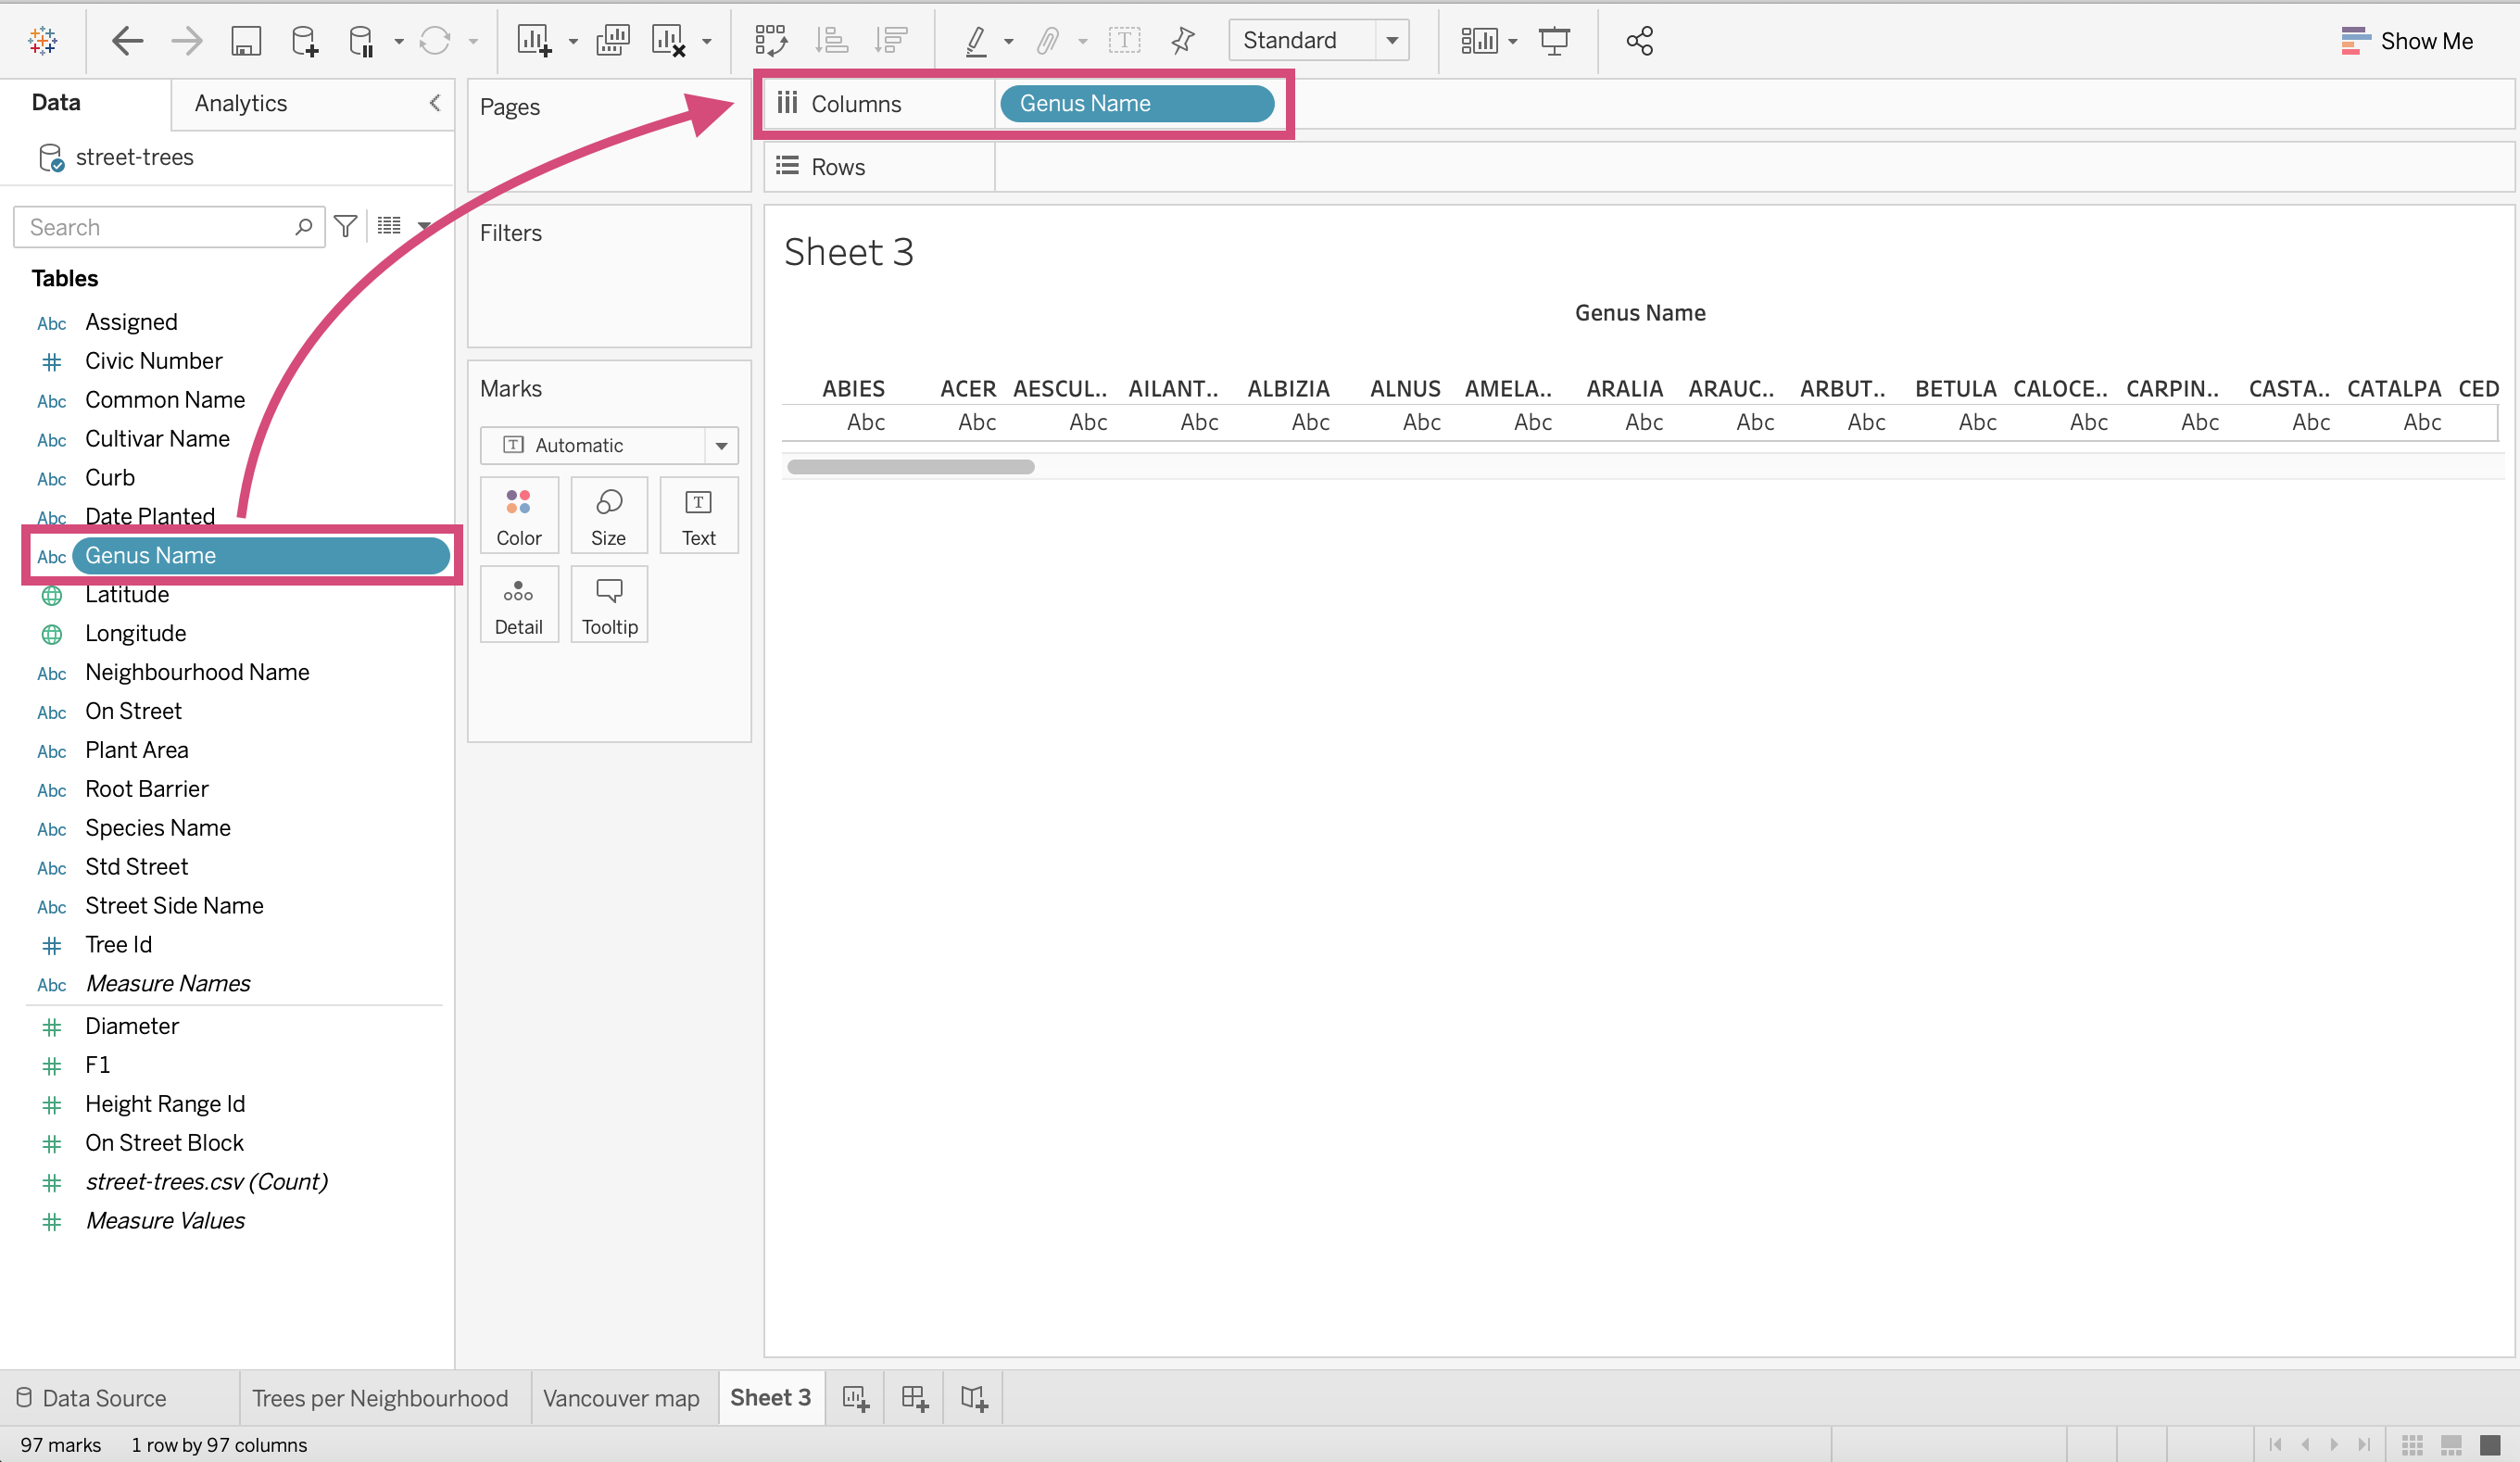 Standard
Show Me
Data
Analytics
street-trees
Search
Tables
Abc Assigned
Civic Number
Abc Common Name
Abc Cultivar Name
Abc Curb
Abc Date Planted
Abc Genus Name
Latitude
Longitude
Abc Neighbourhood Name
Abc On Street
Abc Plant Area
Abc Root Barrier
Abc Species Name
Abc Std Street
Abc Street Side Name
Tree Id
Abc Measure Names
Diameter
F1
Height Range Id
On Street Block
street-trees.csv (Count)
Measure Values
Pages
Filters
Marks
Automatic
Color Size Text
Detail Tooltip
Columns Genus Name
Rows
Sheet 3
Genus Name
ABIES ACER AESCUL.. AILANT.. ALBIZIA ALNUS AMELA.. ARALIA ARAUC.. ARBUT.. BETULA CALOCE.. CARPIN.. CASTA.. CATALPA CED
Abc Abc Abc Abc Abc Abc Abc Abc Abc Abc Abc Abc Abc Abc Abc
Data Source Trees per Neighbourhood Vancouver map Sheet 3
97 marks 1 row by 97 columns